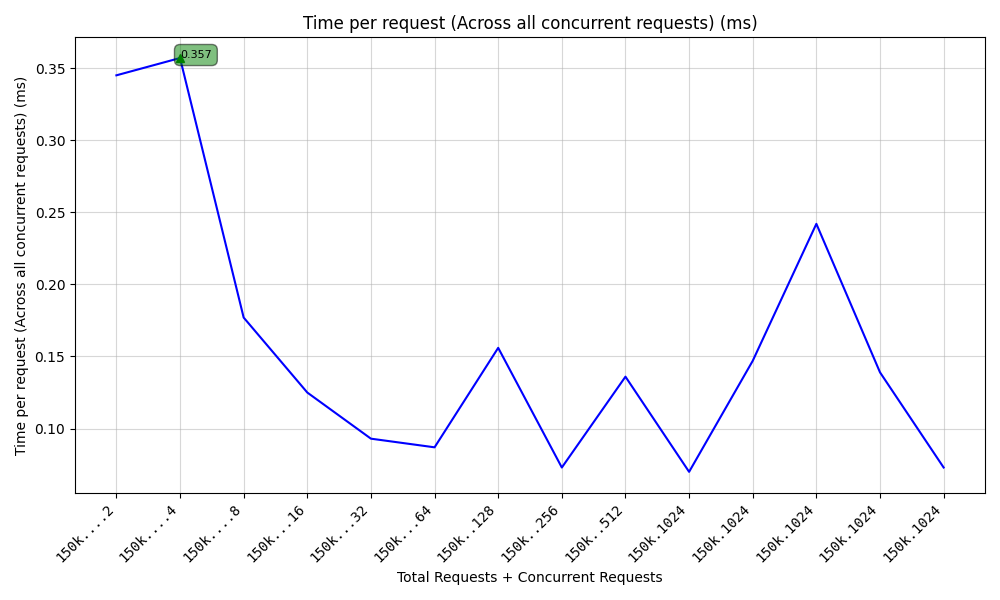 Time per request (Across all concurrent requests) (ms)
0.357
Time per request (Across all concurrent requests) (ms)
0.35
0.30
0.25
0.20
0.15
0.10
150k....2
150k....4
150k....8
150k...16
150k...32
150k...64
150k..128
150k..256
150k..512
150k.1024
150k.1024
150k.1024
150k.1024
150k.1024
Total Requests + Concurrent Requests